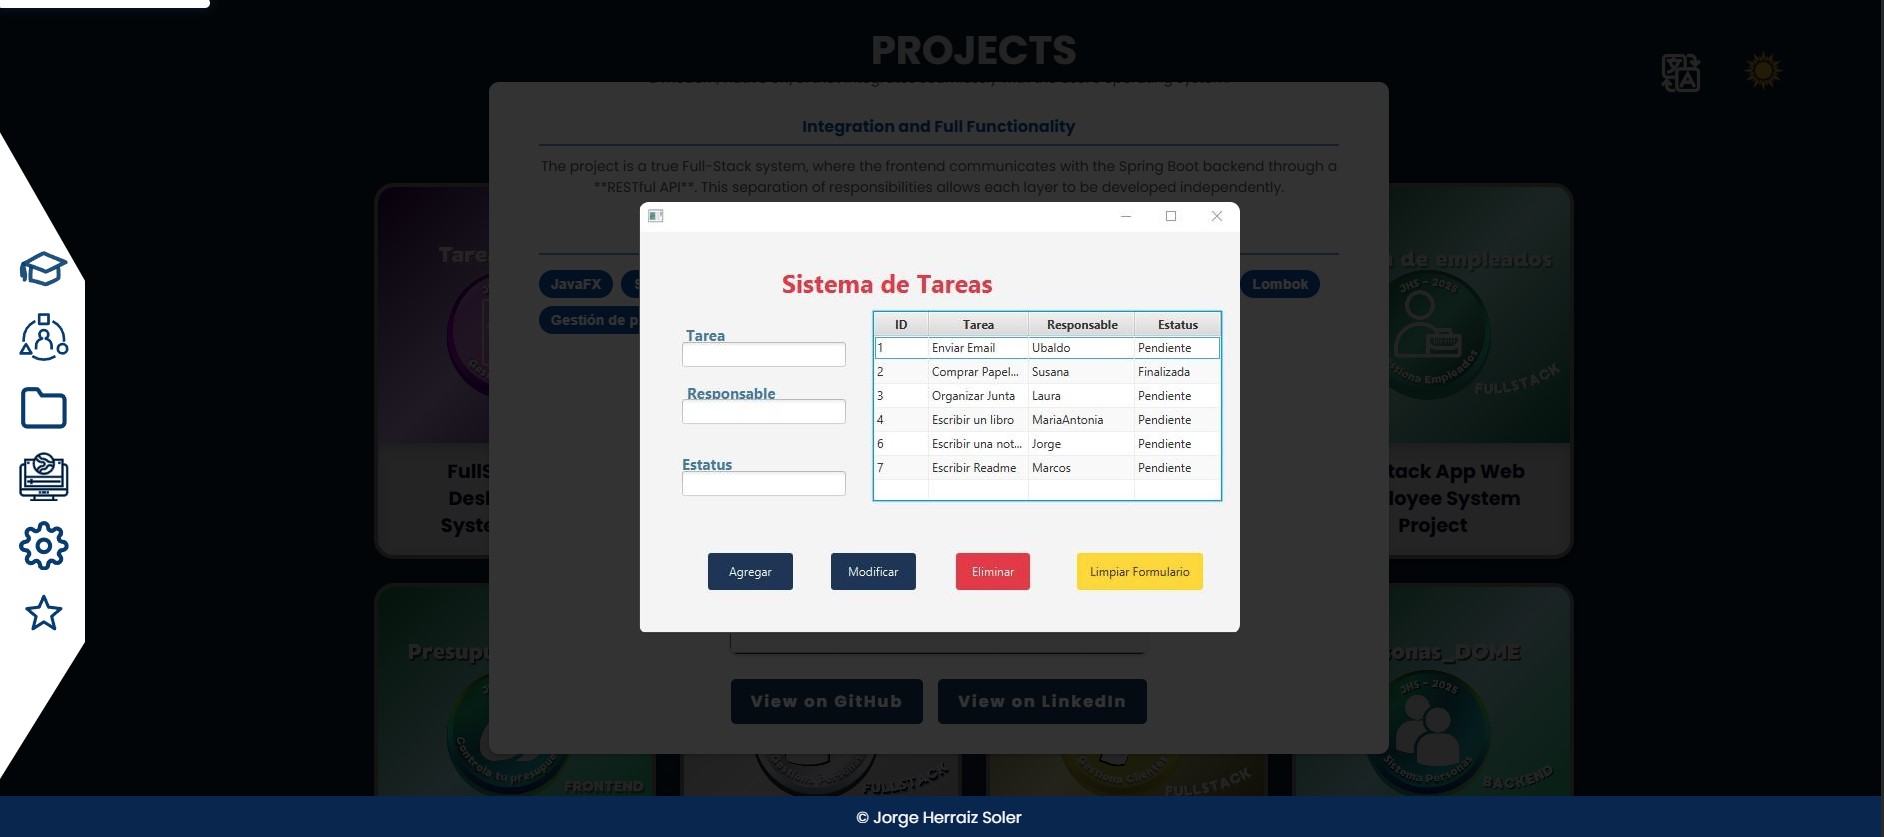 PROJECTS
Integration and Full Functionality
The project is a true Full-Stack system, where the frontend communicates with the Spring Boot backend through a
**RESTful API**. This separation of responsibilities allows each layer to be developed independently.
JavaFX
Lombok
Gestión de p
Sistema de Tareas
Tarea
Responsable
Estatus
ID Tarea Responsable Estatus
1 Enviar Email Ubaldo Pendiente
2 Comprar Papel... Susana Finalizada
3 Organizar Junta Laura Pendiente
4 Escribir un libro MariaAntonia Pendiente
6 Escribir una not... Jorge Pendiente
7 Escribir Readme Marcos Pendiente
Agregar Modificar Eliminar Limpiar Formulario
View on GitHub View on LinkedIn
Tare
de empleados
JHS - 2025
Gestiona Empleados
FULLSTACK
FullS
Desk
Syste
tack App Web
loyee System
Project
Presupu
Controla tu presupue
FRONTEND
Gestiona Personas
FULLSTACK
Gestiona Clientes
FULLSTACK
sonas_DOME
JHS - 2025
Sistema Personas
BACKEND
© Jorge Herraiz Soler